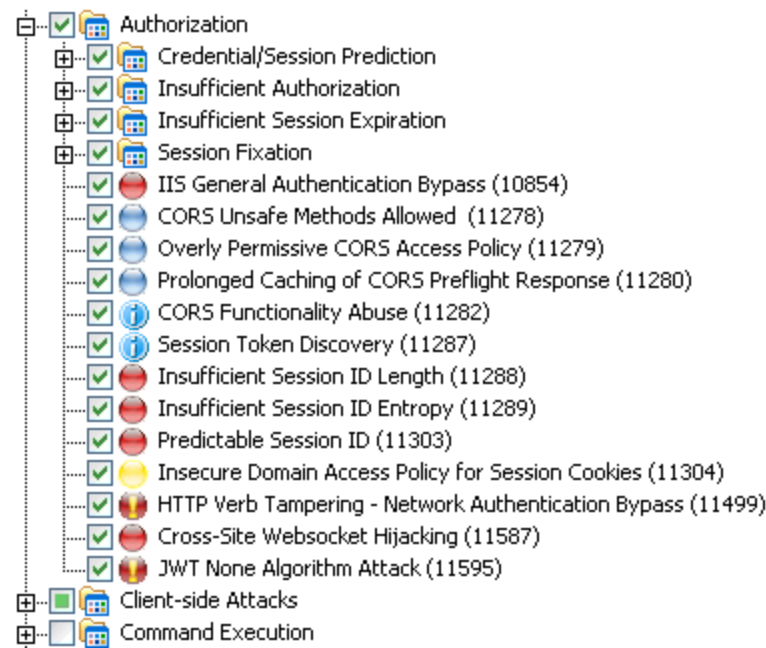 Authorization
Credential/Session Prediction
Insufficient Authorization
Insufficient Session Expiration
Session Fixation
IIS General Authentication Bypass (10854)
CORS Unsafe Methods Allowed (11278)
Overly Permissive CORS Access Policy (11279)
Prolonged Caching of CORS Preflight Response (11280)
CORS Functionality Abuse (11282)
Session Token Discovery (11287)
Insufficient Session ID Length (11288)
Insufficient Session ID Entropy (11289)
Predictable Session ID (11303)
Insecure Domain Access Policy for Session Cookies (11304)
HTTP Verb Tampering - Network Authentication Bypass (11499)
Cross-Site Websocket Hijacking (11587)
JWT None Algorithm Attack (11595)
Client-side Attacks
Command Execution